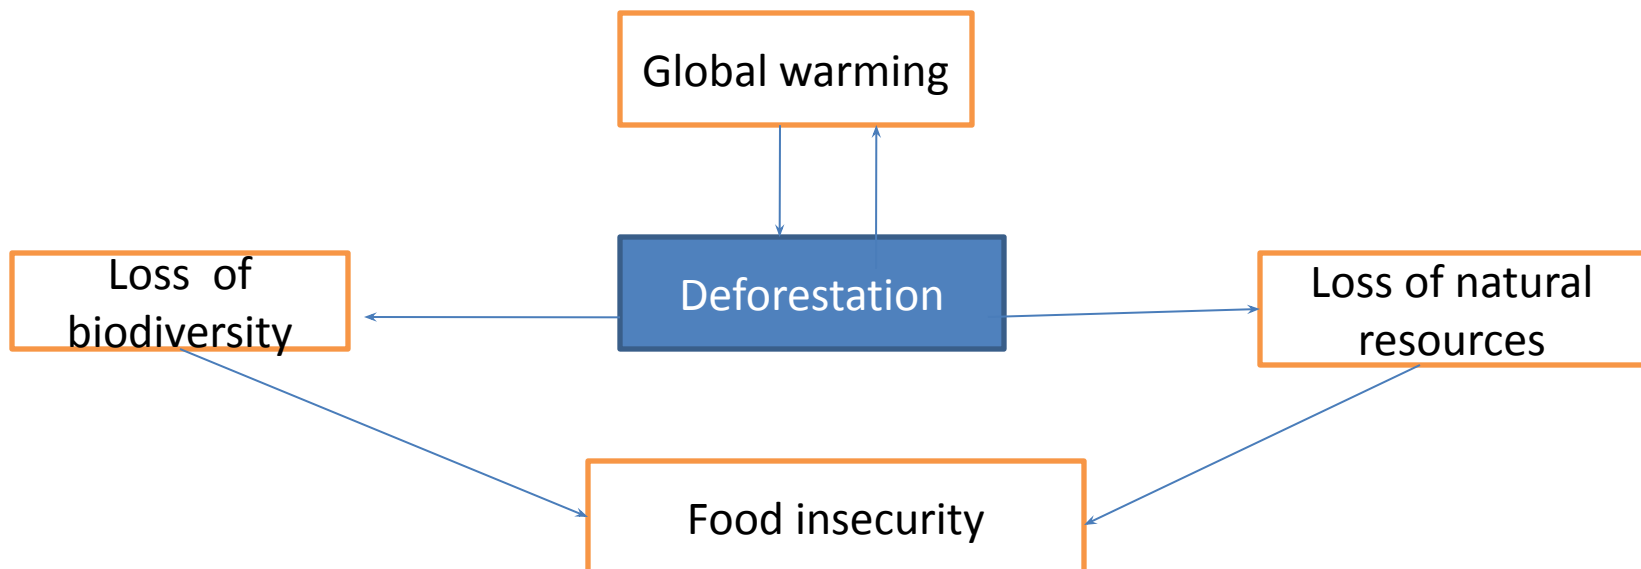 Global warming
Loss  of
biodiversity
Deforestation
Loss of natural
resources
Food insecurity